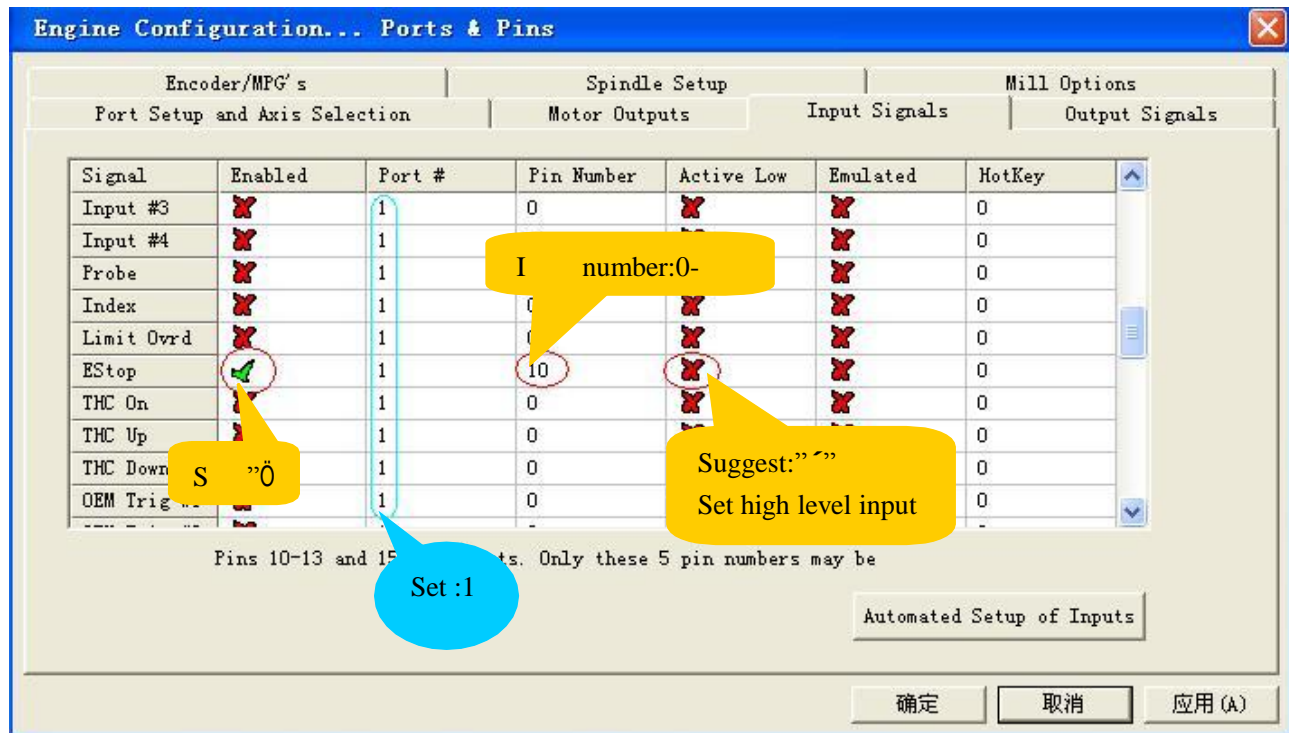 Engine Configuration... Ports & Pins
Encoder/MPG's Spindle Setup Mill Options
Port Setup and Axis Selection Motor Outputs Input Signals Output Signals
Signal Enabled Port # Pin Number Active Low Emulated HotKey
Input #3 1 0 0
Input #4 1 0
I number:0-
Probe 1 0
Index 1 0
Limit Ovrd 1 0
EStop 1 10 0
THC On 1 0 0
THC Up 1 0 0
THC Down 1 0 0
S ”Ö
Suggest:”´”
Set high level input
OEM Trig 1 0 0
Pins 10-13 and 15 ts. Only these 5 pin numbers may be
Set :1
Automated Setup of Inputs
确定 取消 应用(A)